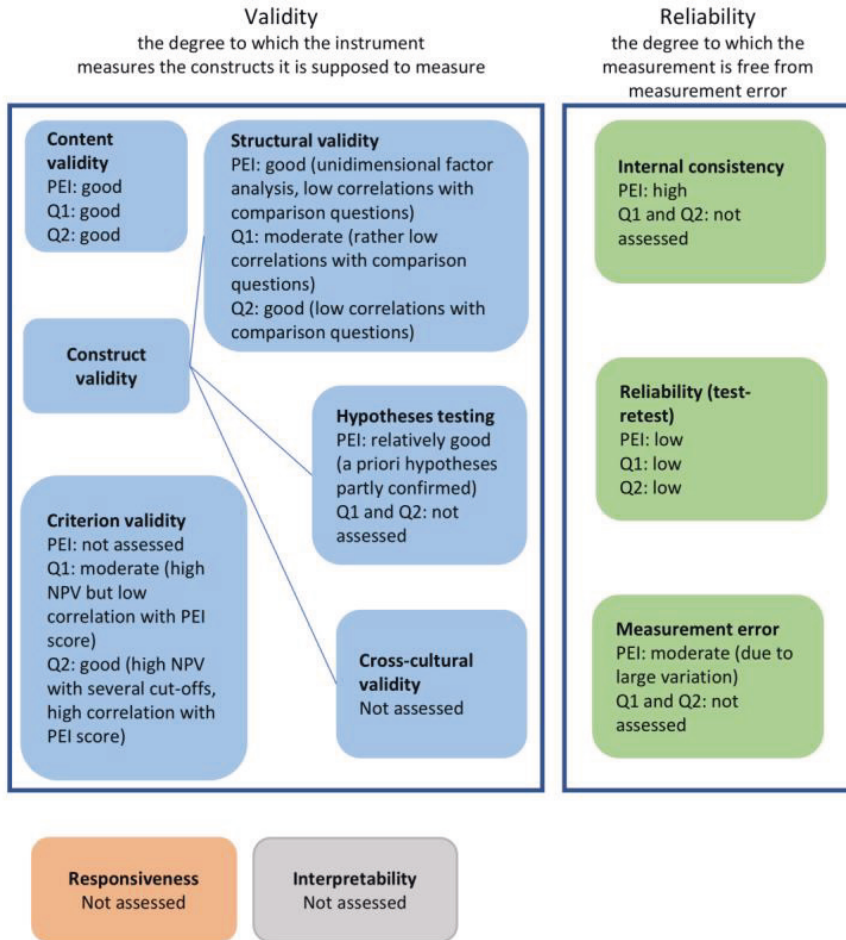 Validity
the degree to which the instrument
measures the constructs it is supposed to measure
Reliability
the degree to which the
measurement is free from
measurement error
Content
validity
PEI: good
Q1: good
Q2: good
Structural validity
PEI: good (unidimensional factor
analysis, low correlations with
comparison questions)
Q1: moderate (rather low
correlations with comparison
questions)
Q2: good (low correlations with
comparison questions)
Construct
validity
Hypotheses testing
PEI: relatively good
(a priori hypotheses
partly confirmed)
Q1 and Q2: not
assessed
Criterion validity
PEI: not assessed
Q1: moderate (high
NPV but low
correlation with PEI
score)
Q2: good (high NPV
with several cut-offs,
high correlation with
PEI score)
Cross-cultural
validity
Not assessed
Internal consistency
PEI: high
Q1 and Q2: not
assessed
Reliability (test-
retest)
PEI: low
Q1: low
Q2: low
Measurement error
PEI: moderate (due to
large variation)
Q1 and Q2: not
assessed
Responsiveness
Not assessed
Interpretability
Not assessed